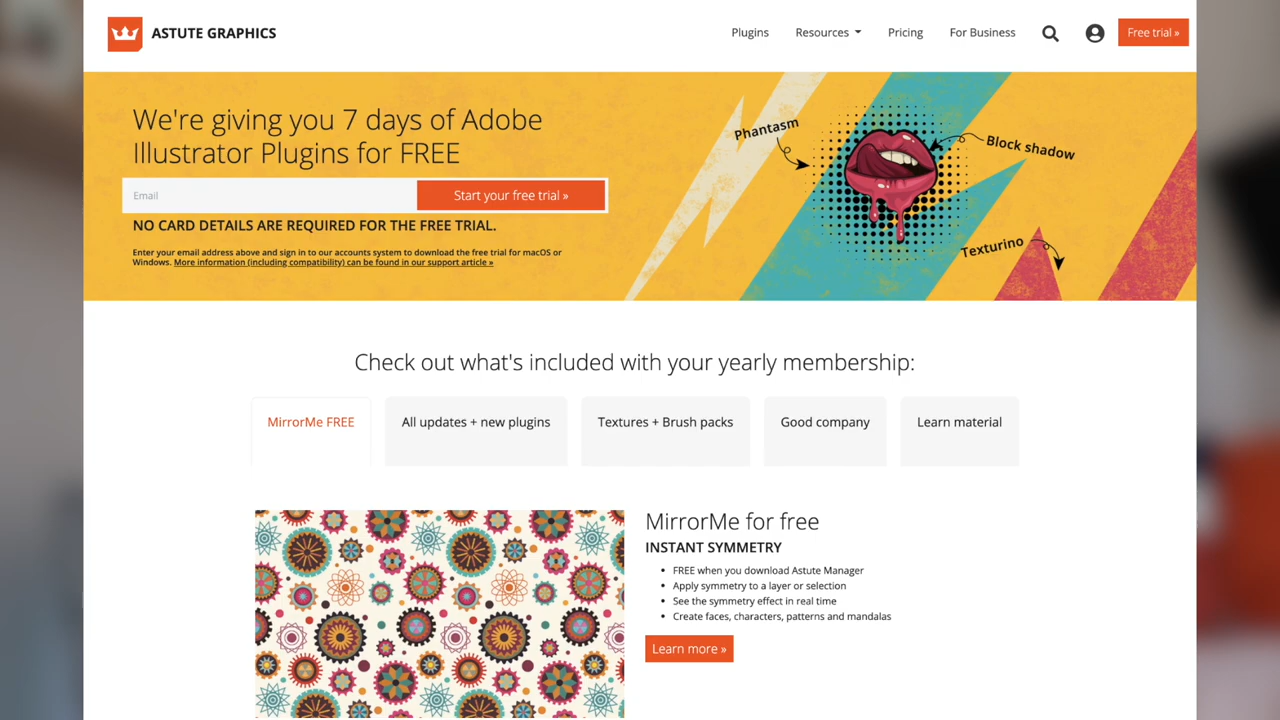 ASTUTE GRAPHICS
Plugins
Resources
Pricing
For Business
Free trial »
We're giving you 7 days of Adobe
Illustrator Plugins for FREE
Email
Start your free trial »
NO CARD DETAILS ARE REQUIRED FOR THE FREE TRIAL.
Enter your email address above and sign in to our accounts system to download the free trial for macOS or
Windows. More information (including compatibility) can be found in our support article »
Phantasm
Block shadow
Texturino
Check out what's included with your yearly membership:
MirrorMe FREE
All updates + new plugins
Textures + Brush packs
Good company
Learn material
MirrorMe for free
INSTANT SYMMETRY
• FREE when you download Astute Manager
• Apply symmetry to a layer or selection
• See the symmetry effect in real time
• Create faces, characters, patterns and mandalas
Learn more »